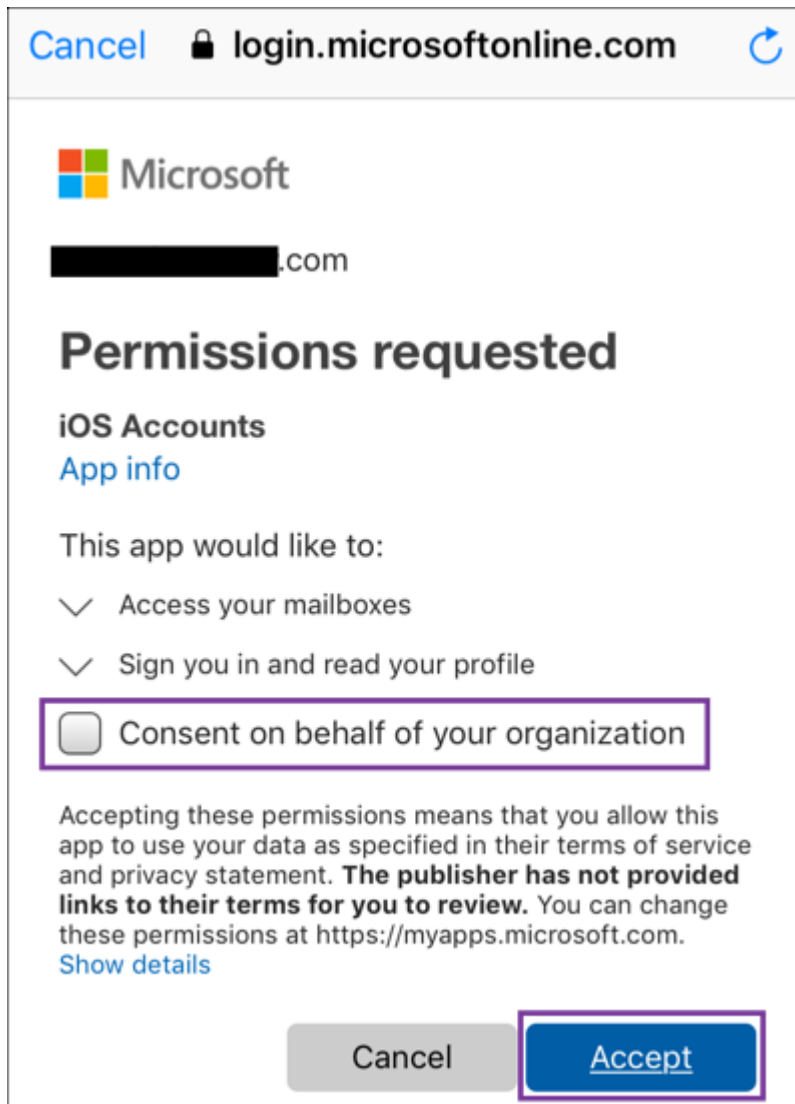 Cancel login.microsoftonline.com
Microsoft
.com
Permissions requested
iOS Accounts
App info
This app would like to:
Access your mailboxes
Sign you in and read your profile
Consent on behalf of your organization
Accepting these permissions means that you allow this
app to use your data as specified in their terms of service
and privacy statement. The publisher has not provided
links to their terms for you to review. You can change
these permissions at https://myapps.microsoft.com.
Show details
Cancel Accept